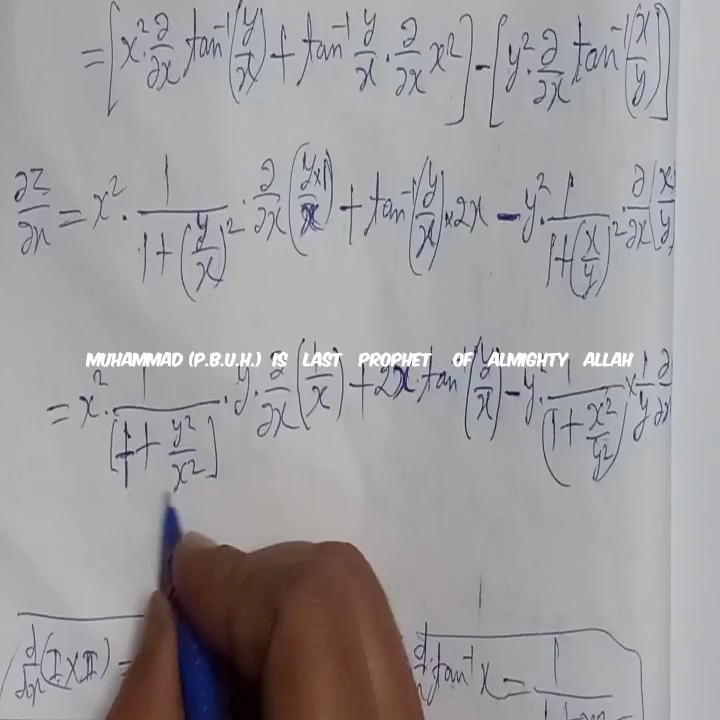 = [x² · ∂/∂x tan⁻¹(y/x) + tan⁻¹ y/x · ∂/∂x x²] - [y² · ∂/∂x tan⁻¹(x/y)]
∂z/∂x = x² · 1/(1+(y/x)²) · ∂/∂x (y×1/x) + tan⁻¹(y/x) × 2x - y² · 1/(1+(x/y)²) · ∂/∂x (x/y)
MUHAMMAD (P.B.U.H.) IS LAST PROPHET OF ALMIGHTY ALLAH
= x² · 1/[1 + y²/x²] · y · ∂/∂x (1/x) + 2x · tan⁻¹(y/x) - y² · 1/(1 + x²/y²) × 1/y ∂/∂x
d/dx (I × II) =
tan⁻¹ x = 1